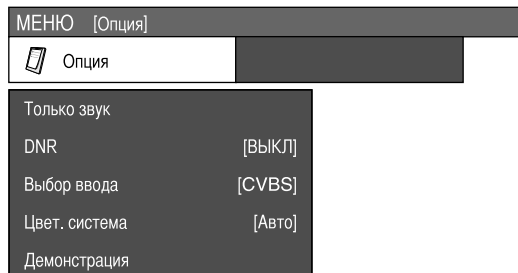 МЕНЮ [Опция]
Опция
Только звук
DNR [ВЫКЛ]
Выбор ввода [CVBS]
Цвет. система [Авто]
Демонстрация